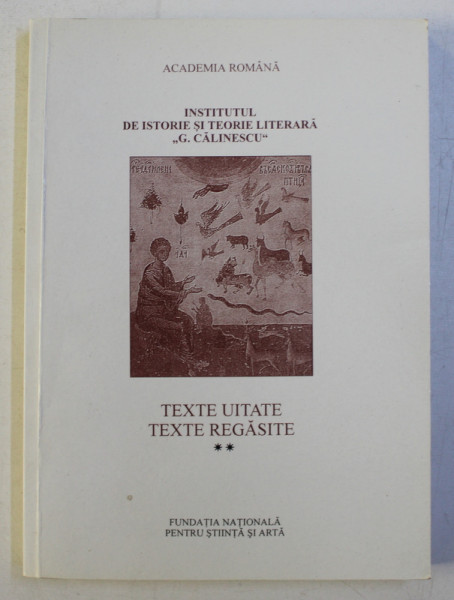 ACADEMIA ROMÂNĂ
INSTITUTUL
DE ISTORIE ȘI TEORIE LITERARĂ
„G. CĂLINESCU“
TEXTE UITATE
TEXTE REGĂSITE
**
FUNDAȚIA NAȚIONALĂ
PENTRU ȘTIINȚĂ ȘI ARTĂ